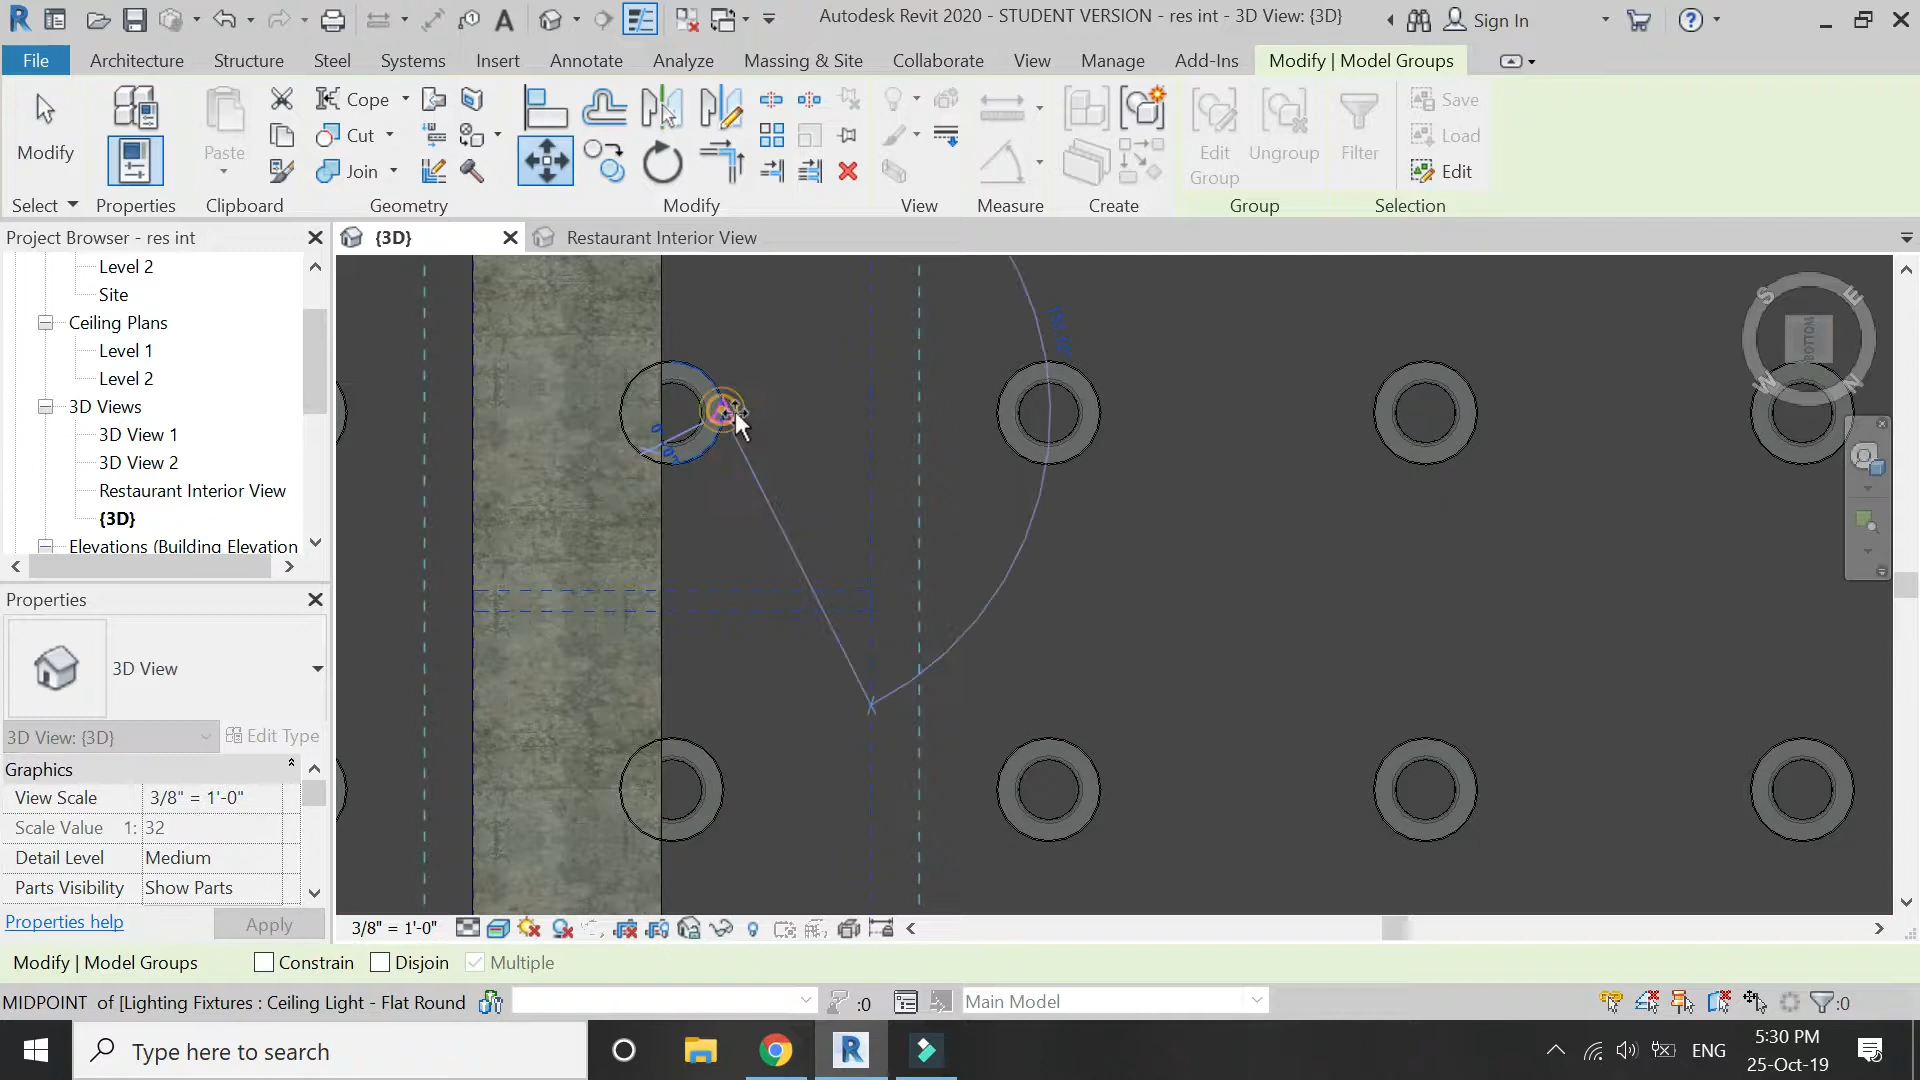 Autodesk Revit 2020 - STUDENT VERSION - res int - 3D View: {3D}
Sign In
File
Architecture
Structure
Steel
Systems
Insert
Annotate
Analyze
Massing & Site
Collaborate
View
Manage
Add-Ins
Modify | Model Groups
Modify
Paste
Cope
Cut
Join
Edit Group
Ungroup
Filter
Save
Load
Edit
Select
Properties
Clipboard
Geometry
Modify
View
Measure
Create
Group
Selection
Project Browser - res int
{3D}
Restaurant Interior View
Level 2
Site
Ceiling Plans
Level 1
Level 2
3D Views
3D View 1
3D View 2
Restaurant Interior View
{3D}
Elevations (Building Elevation
S
E
W
N
BOTTOM
Properties
3D View
3D View: {3D}
Edit Type
Graphics
View Scale
3/8" = 1'-0"
Scale Value 1:
32
Detail Level
Medium
Parts Visibility
Show Parts
Properties help
Apply
3/8" = 1'-0"
Modify | Model Groups
Constrain
Disjoin
Multiple
MIDPOINT of [Lighting Fixtures : Ceiling Light - Flat Round
:0
Main Model
:0
Type here to search
ENG
5:30 PM
25-Oct-19